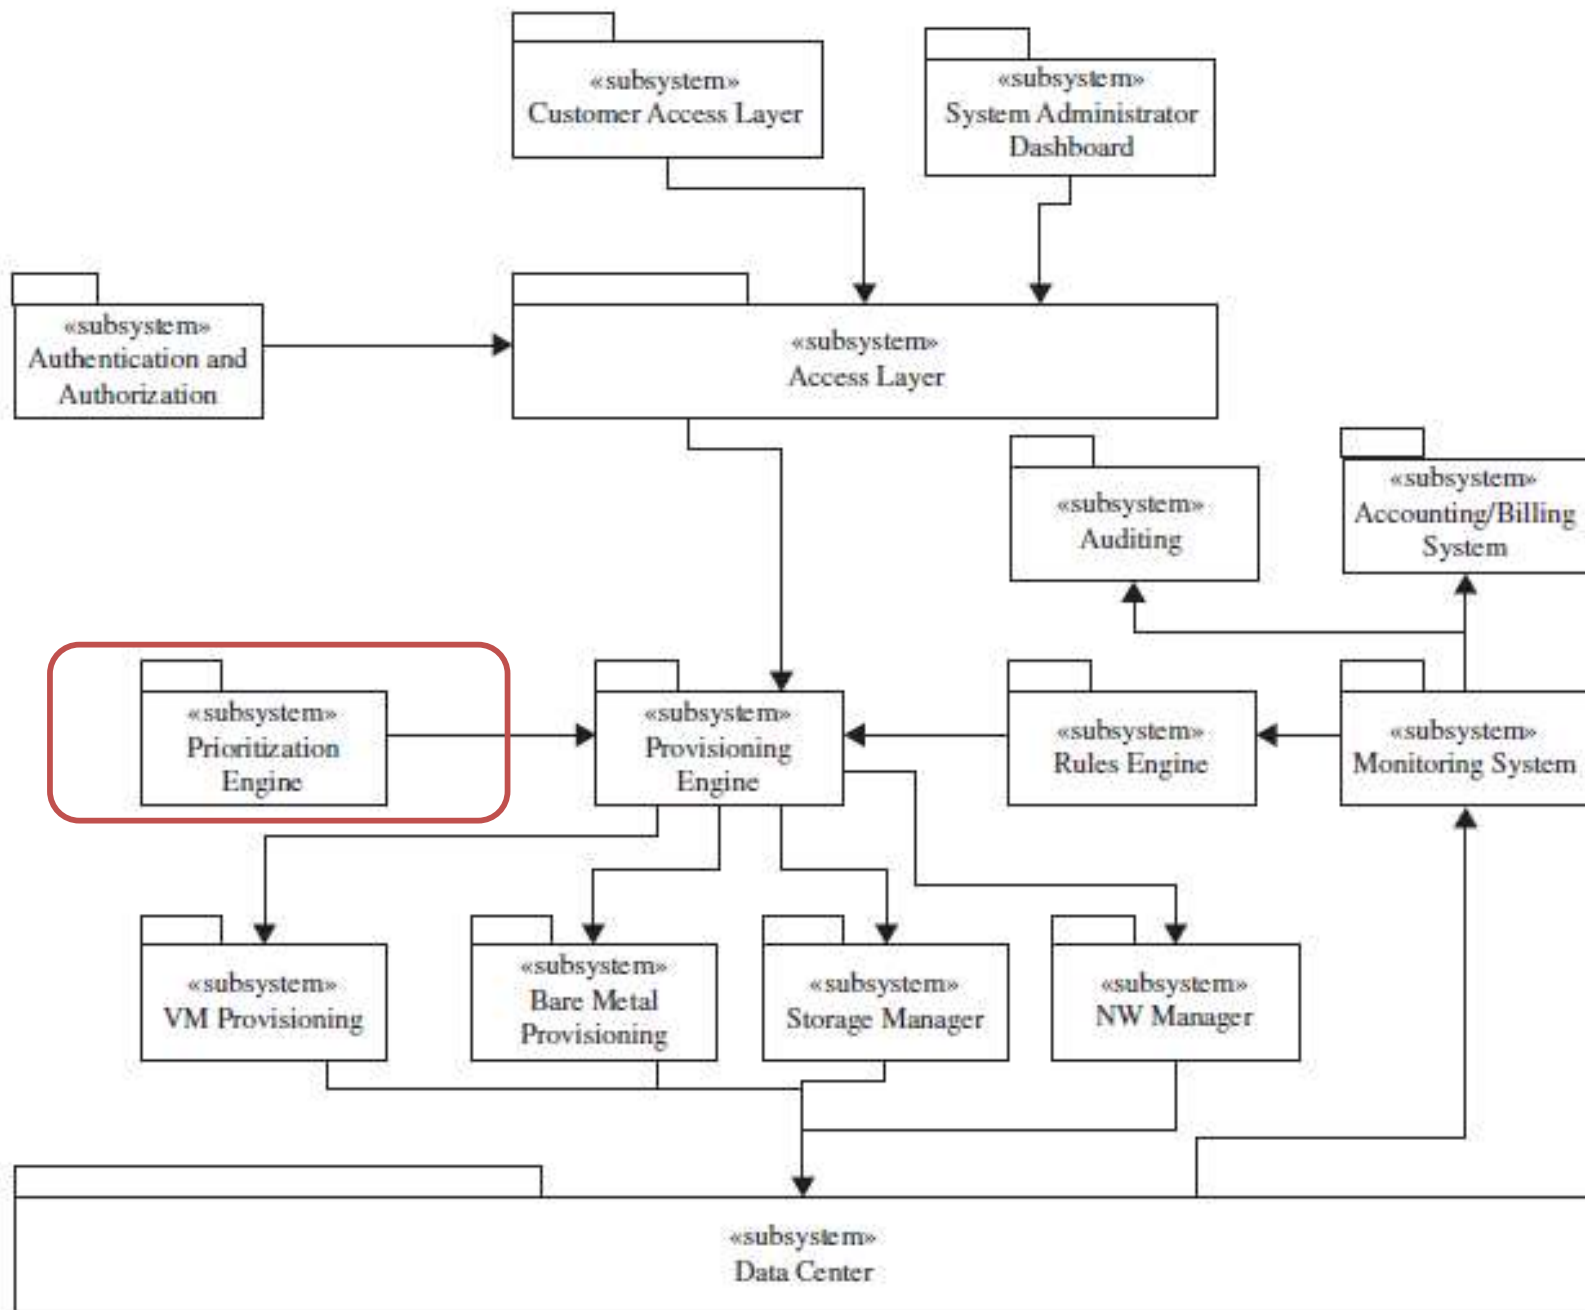 «subsystem»
Customer Access Layer
«subsystem»
System Administrator
Dashboard
«subsystem»
Authentication and
Authorization
«subsystem»
Access Layer
«subsystem»
Auditing
«subsystem»
Accounting/Billing
System
«subsystem»
Prioritization
Engine
«subsystem»
Provisioning
Engine
«subsystem»
Rules Engine
«subsystem»
Monitoring System
«subsystem»
VM Provisioning
«subsystem»
Bare Metal
Provisioning
«subsystem»
Storage Manager
«subsystem»
NW Manager
«subsystem»
Data Center